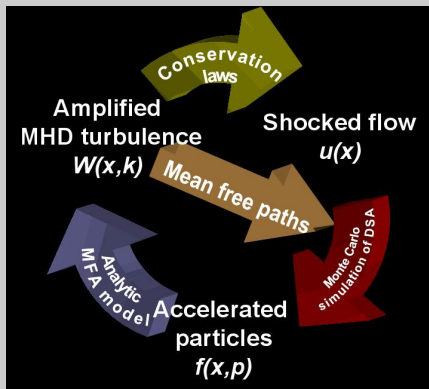 Conservation
laws
Amplified
MHD turbulence
W(x,k)
Shocked flow
u(x)
Mean free paths
Monte Carlo
simulation of DSA
Analytic
MFA model
Accelerated
particles
f(x,p)